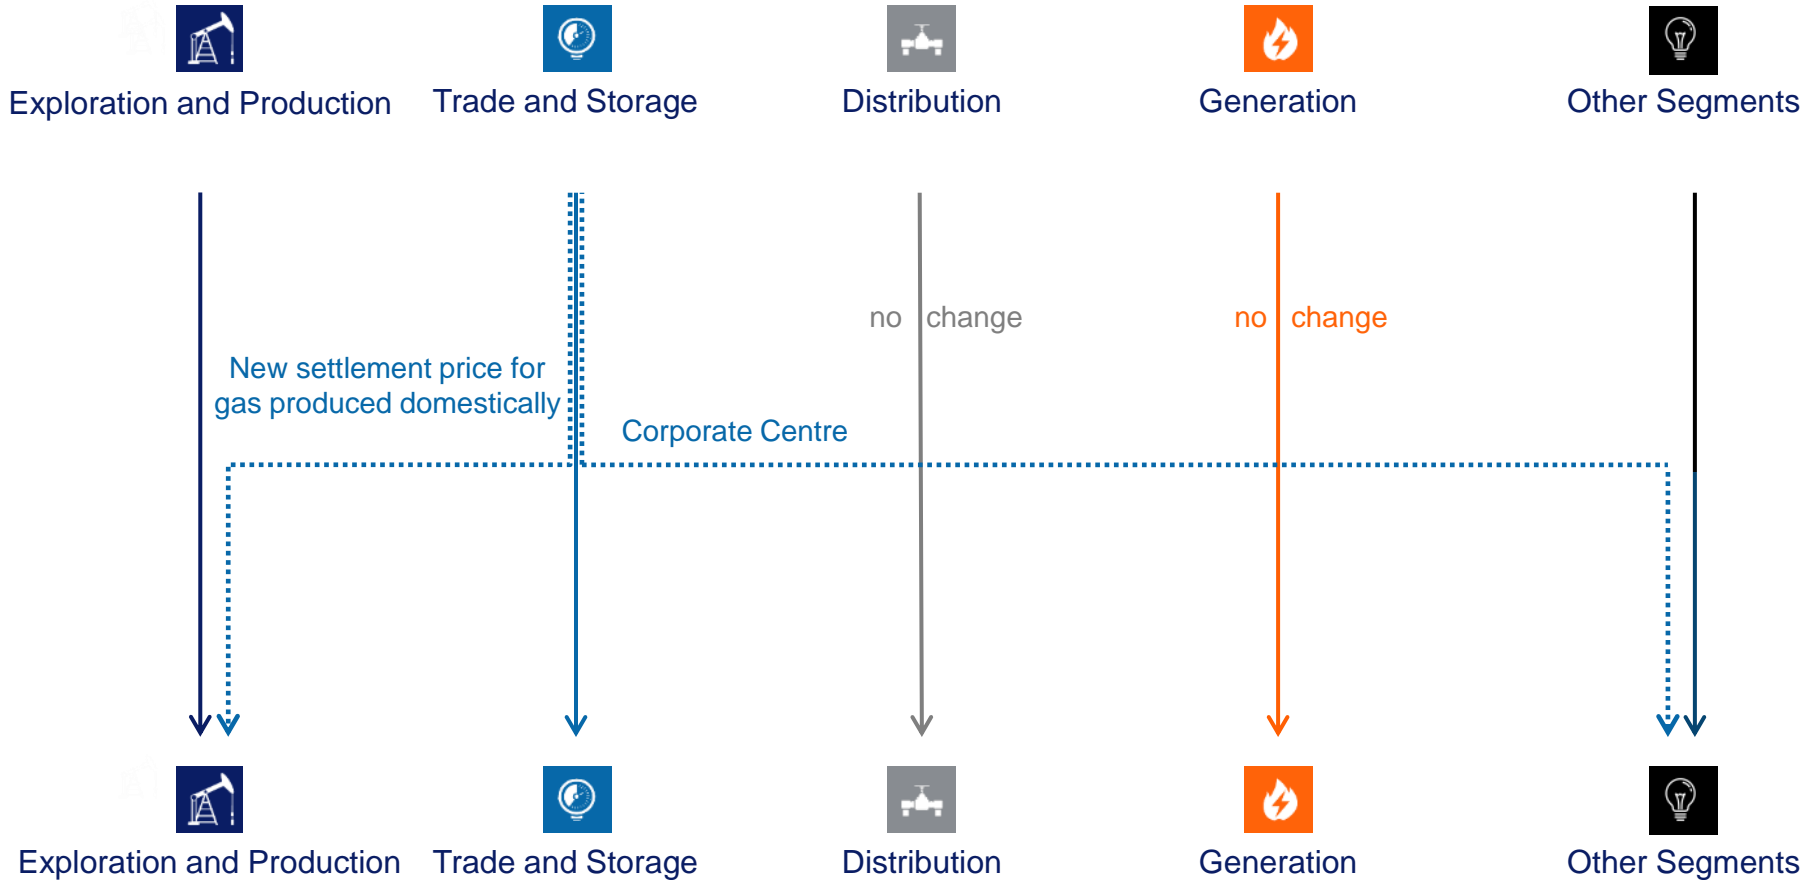 Exploration and Production
Trade and Storage
Distribution
Generation
Other Segments
no change
no change
New settlement price for
gas produced domestically
Corporate Centre
Exploration and Production
Trade and Storage
Distribution
Generation
Other Segments